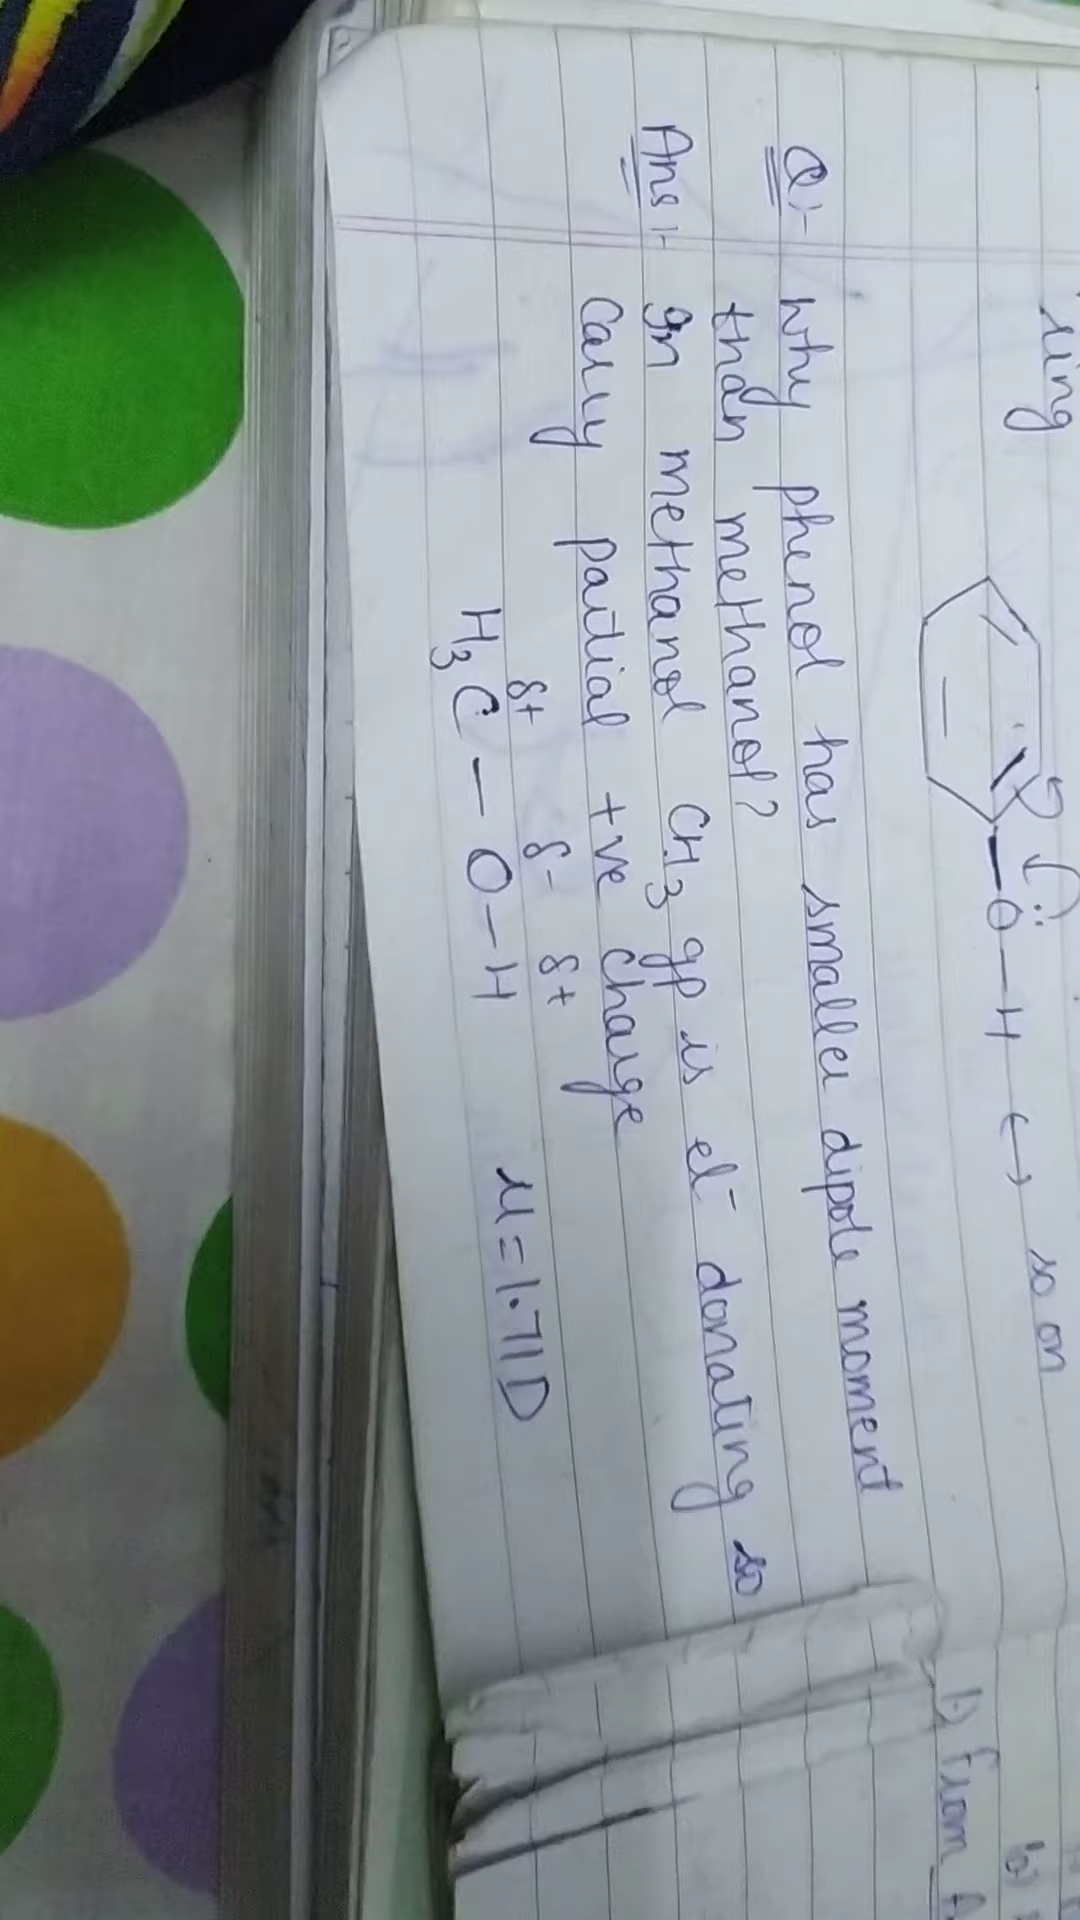 ring
Ö–H ↔ so on
Q:- Why phenol has smaller dipole moment
than methanol?
Ans:- In methanol CH3 gp is el⁻ donating so
carry partial +ve charge
δ+ δ- δ+
H3C–O–H μ=1.71D
1) From